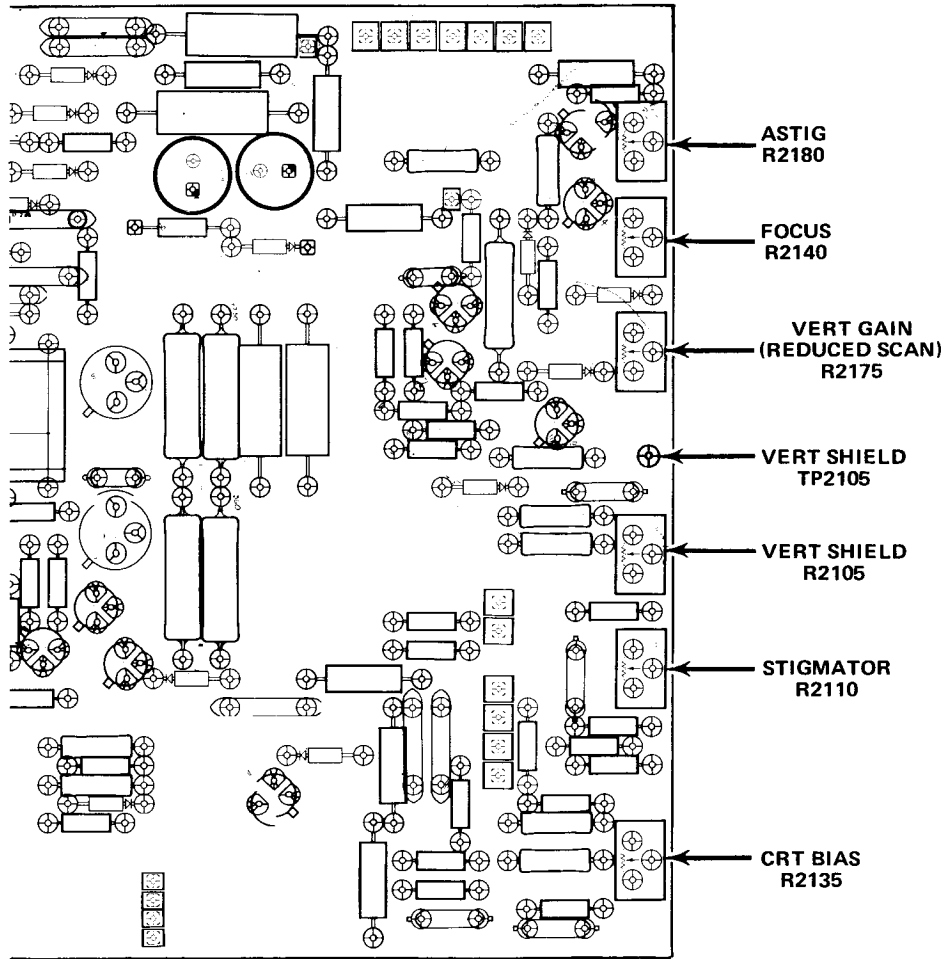 ASTIG
R2180
FOCUS
R2140
VERT GAIN
(REDUCED SCAN)
R2175
VERT SHIELD
TP2105
VERT SHIELD
R2105
STIGMATOR
R2110
CRT BIAS
R2135